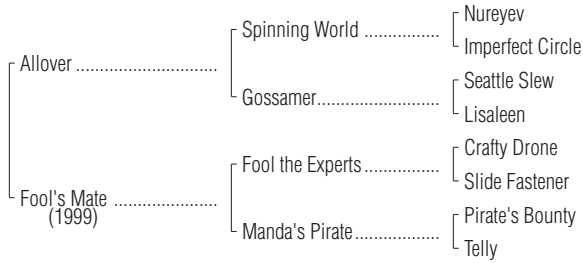 Nureyev
Spinning World ..................
Imperfect Circle
Allover ..............................
Seattle Slew
Gossamer..........................
Lisaleen
Crafty Drone
Fool the Experts................
Slide Fastener
Fool's Mate ......................
(1999)
Pirate's Bounty
Manda's Pirate..................
Telly